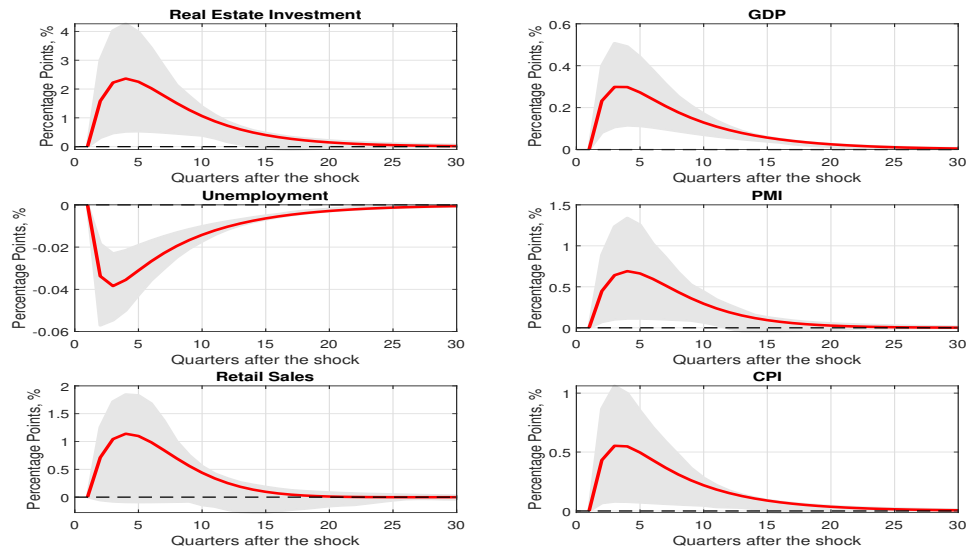 Real Estate Investment
Percentage Points, %
4
3
2
1
0
0 5 10 15 20 25 30
Quarters after the shock
GDP
Percentage Points, %
0.6
0.4
0.2
0
0 5 10 15 20 25 30
Quarters after the shock
Unemployment
Percentage Points, %
0
-0.02
-0.04
-0.06
0 5 10 15 20 25 30
Quarters after the shock
PMI
Percentage Points, %
1.5
1
0.5
0
0 5 10 15 20 25 30
Quarters after the shock
Retail Sales
Percentage Points, %
2
1.5
1
0.5
0
0 5 10 15 20 25 30
Quarters after the shock
CPI
Percentage Points, %
1
0.5
0
0 5 10 15 20 25 30
Quarters after the shock